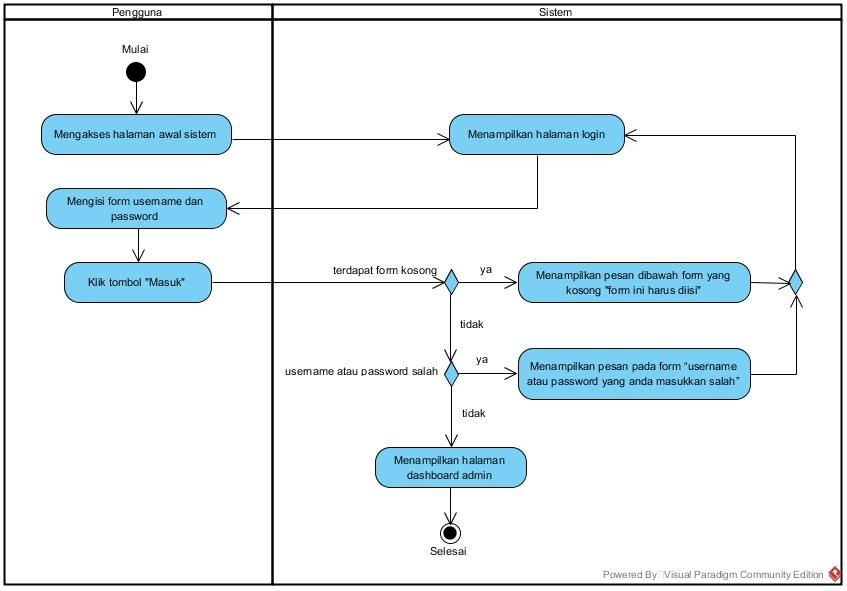 Pengguna
Sistem
Mulai
Mengakses halaman awal sistem
Menampilkan halaman login
Mengisi form username dan
password
Klik tombol "Masuk"
terdapat form kosong
ya
Menampilkan pesan dibawah form yang
kosong "form ini harus diisi"
tidak
username atau password salah
ya
Menampilkan pesan pada form "username
atau password yang anda masukkan salah"
tidak
Menampilkan halaman
dashboard admin
Selesai
Powered By Visual Paradigm Community Edition